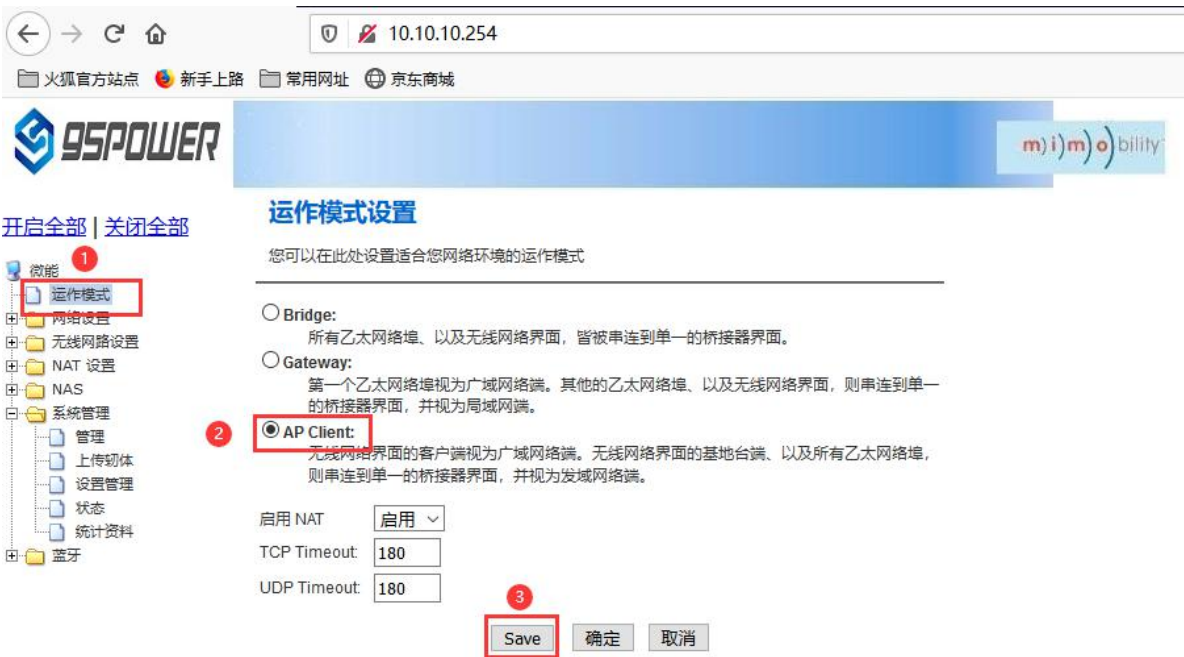 10.10.10.254
火狐官方站点 新手上路 常用网址 京东商城
95POWER
m)i)m)o)bility
开启全部 | 关闭全部
1
微能
运作模式
网络设置
无线网路设置
NAT 设置
NAS
系统管理
管理
上传轫体
设置管理
状态
统计资料
蓝牙
运作模式设置
您可以在此处设置适合您网络环境的运作模式
Bridge:
所有乙太网络埠、以及无线网络界面，皆被串连到单一的桥接器界面。
Gateway:
第一个乙太网络埠视为广域网络端。其他的乙太网络埠、以及无线网络界面，则串连到单一
的桥接器界面，并视为局域网端。
2
AP Client:
无线网络界面的客户端视为广域网络端。无线网络界面的基地台端、以及所有乙太网络埠，
则串连到单一的桥接器界面，并视为发域网络端。
启用 NAT 启用
TCP Timeout: 180
UDP Timeout: 180
3
Save 确定 取消